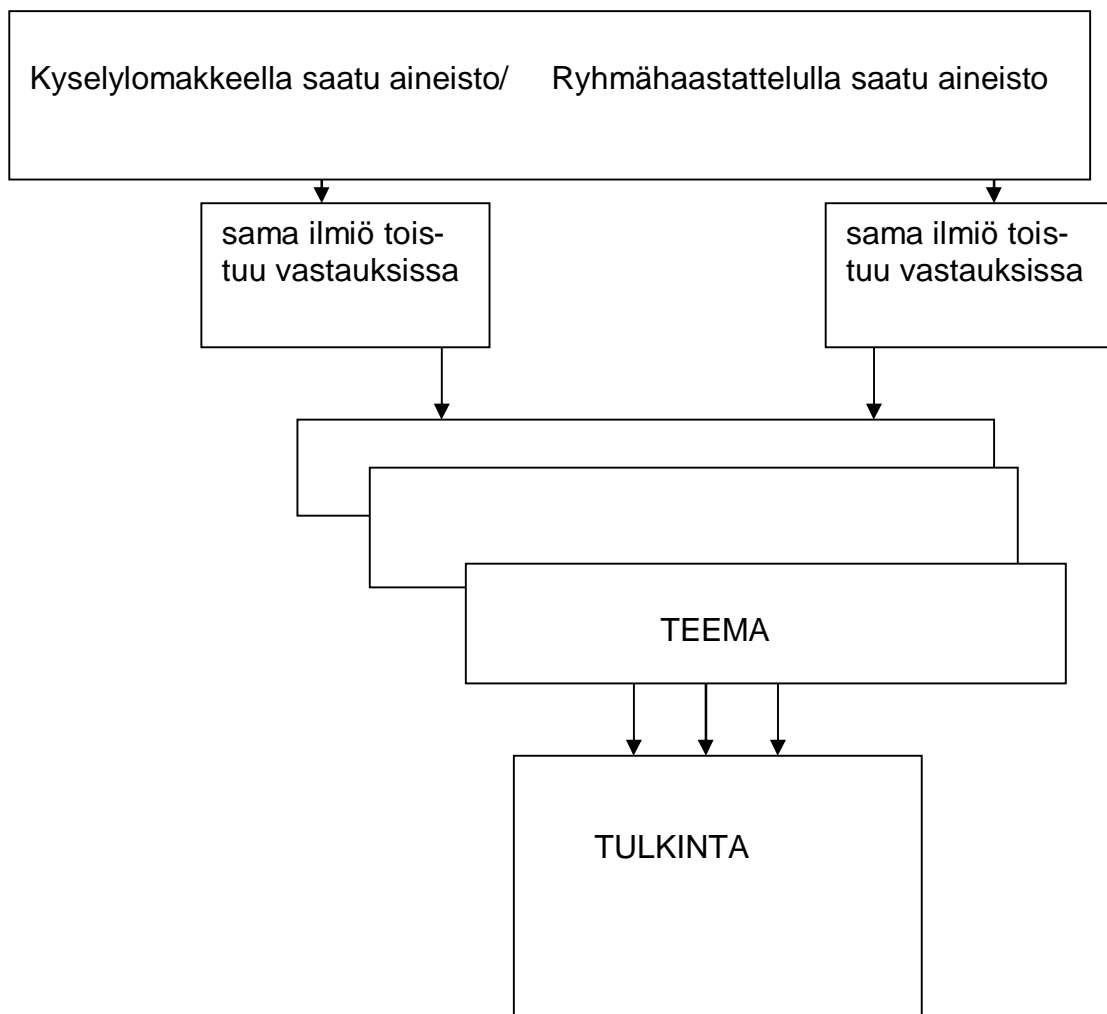 Kyselylomakkeella saatu aineisto/ Ryhmähaastattelulla saatu aineisto
sama ilmiö tois-
tuu vastauksissa
sama ilmiö tois-
tuu vastauksissa
TEEMA
TULKINTA